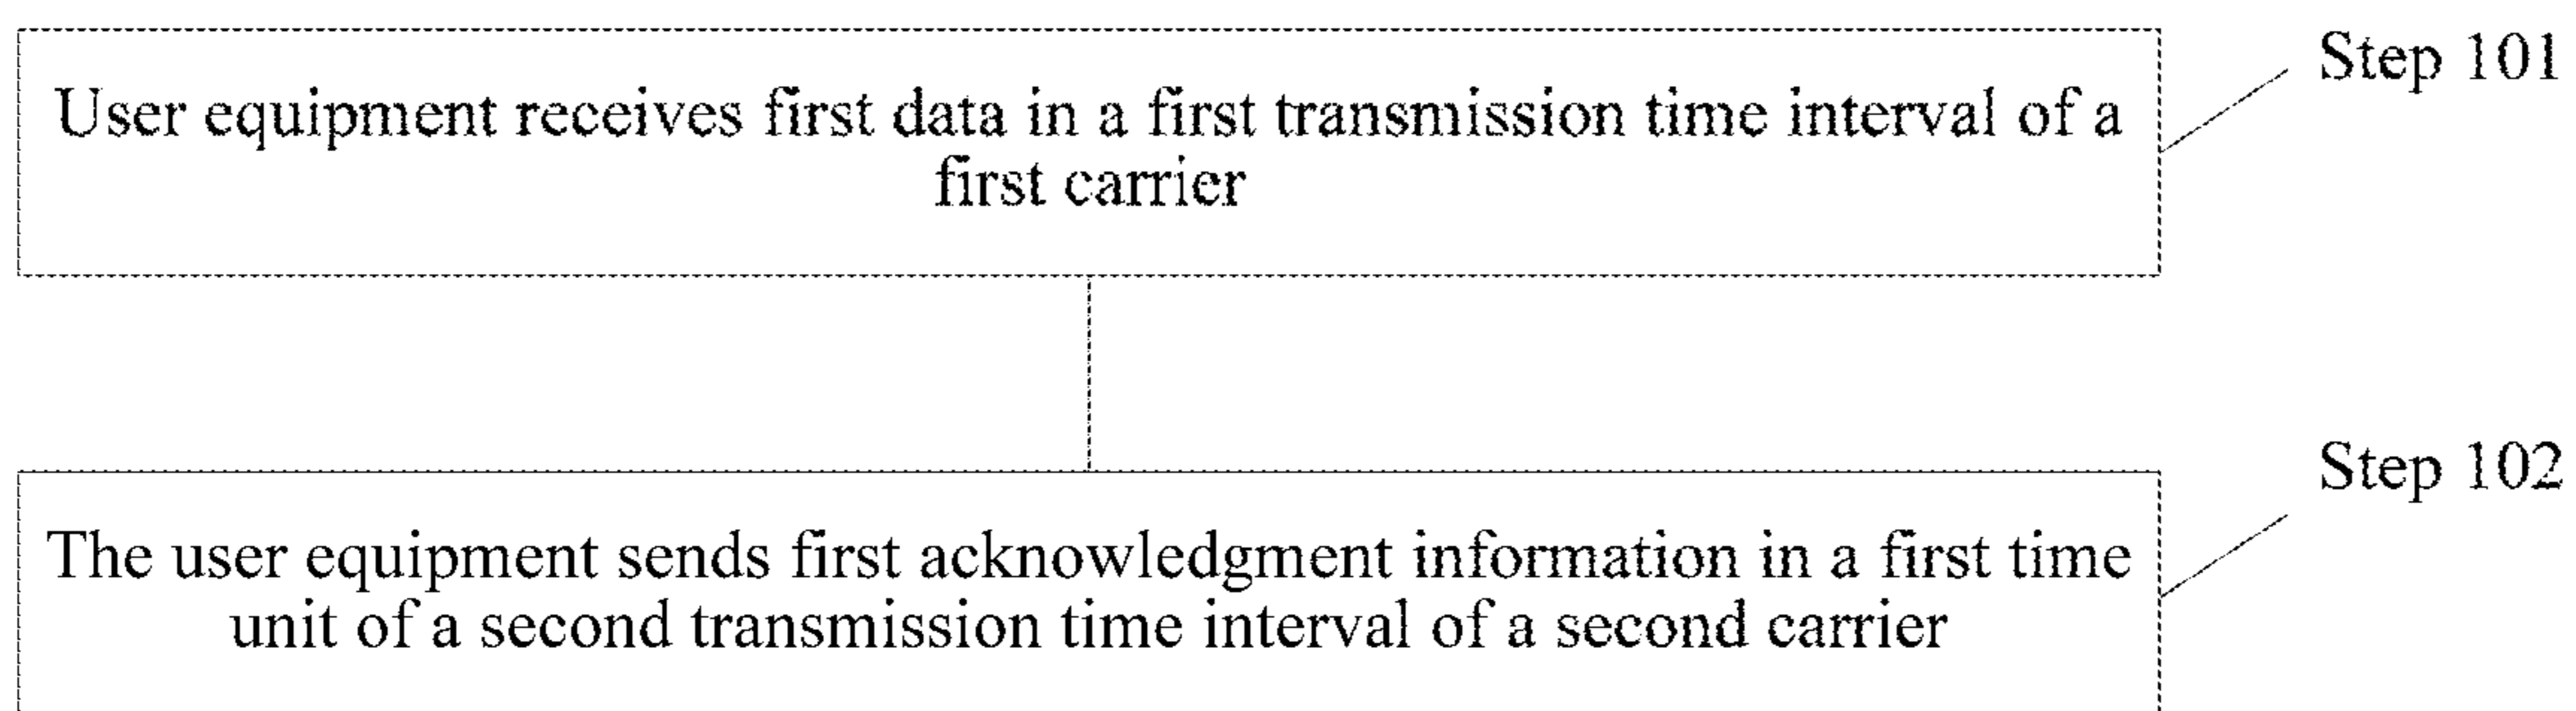 Step 101
User equipment receives first data in a first transmission time interval of a
first carrier
Step 102
The user equipment sends first acknowledgment information in a first time
unit of a second transmission time interval of a second carrier